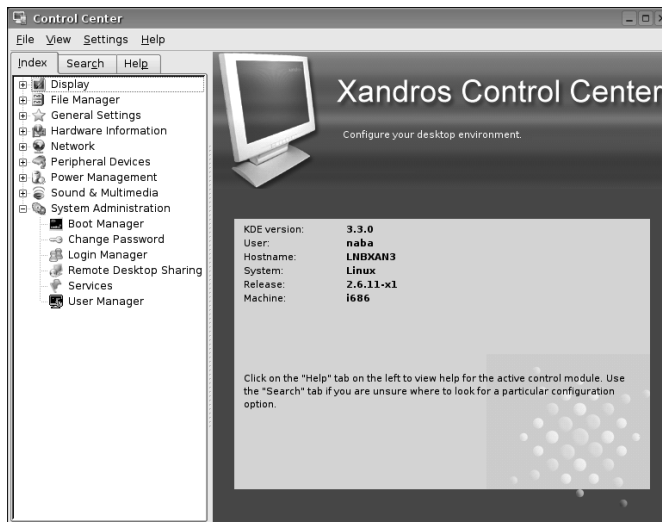 Control Center
File View Settings Help
Index Search Help
Display
File Manager
General Settings
Hardware Information
Network
Peripheral Devices
Power Management
Sound & Multimedia
System Administration
Boot Manager
Change Password
Login Manager
Remote Desktop Sharing
Services
User Manager
Xandros Control Center
Configure your desktop environment.
KDE version: 3.3.0
User: naba
Hostname: LNBXAN3
System: Linux
Release: 2.6.11-x1
Machine: i686
Click on the "Help" tab on the left to view help for the active control module. Use
the "Search" tab if you are unsure where to look for a particular configuration
option.